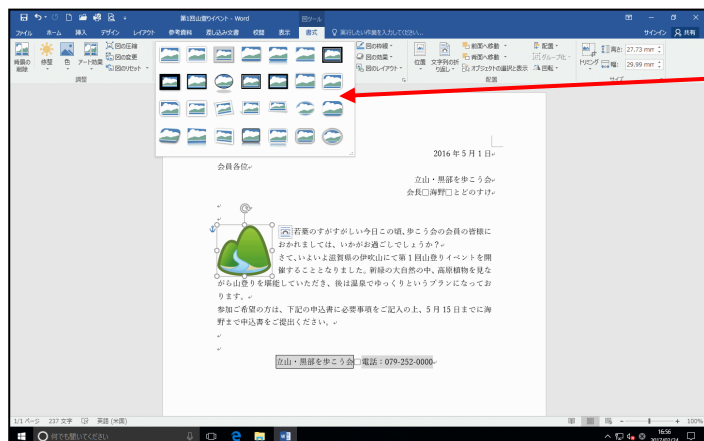 第1回山登りイベント - Word
図ツール
ファイル ホーム 挿入 デザイン レイアウト 参考資料 差し込み文書 校閲 表示 書式 実行したい作業を入力してください... サインイン 共有
背景の削除 修整 色 アート効果
図の圧縮
図の変更
図のリセット
調整
図の枠線
図の効果
図のレイアウト
位置 文字列の折り返し
前面へ移動
背面へ移動
オブジェクトの選択と表示
配置
グループ化
回転
配置
トリミング
高さ: 27.73 mm
幅: 29.99 mm
サイズ
2016 年 5 月 1 日
会員各位
立山・黒部を歩こう会
会長□海野□とどのすけ
若葉のすがすがしい今日この頃、歩こう会の会員の皆様に
おかれましては、いかがお過ごしでしょうか？
さて、いよいよ滋賀県の伊吹山にて第 1 回山登りイベントを開
催することとなりました。新緑の大自然の中、高原植物を見な
がら山登りを堪能していただき、後は温泉でゆっくりというプランになってお
ります。
参加ご希望の方は、下記の申込書に必要事項をご記入の上、5 月 15 日までに海
野まで申込書をご提出ください。
立山・黒部を歩こう会□電話：079-252-0000
1/1 ページ 237 文字 英語 (米国) 100%
何でも聞いてください
16:56
2017/02/24